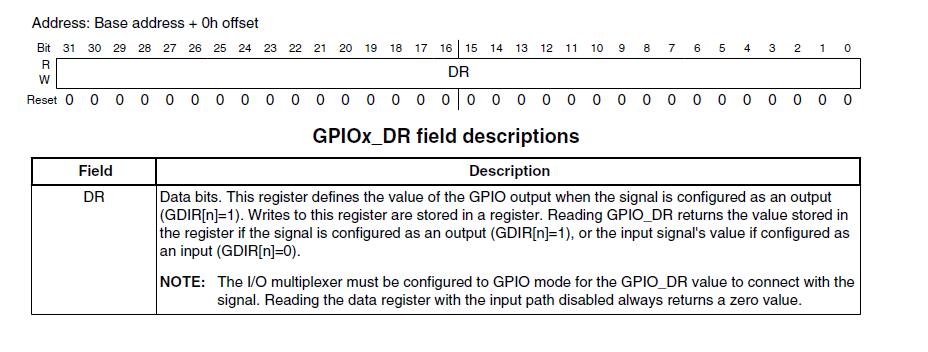 Address: Base address + 0h offset
Bit 31 30 29 28 27 26 25 24 23 22 21 20 19 18 17 16 15 14 13 12 11 10 9 8 7 6 5 4 3 2 1 0
R
W
DR
Reset 0 0 0 0 0 0 0 0 0 0 0 0 0 0 0 0 0 0 0 0 0 0 0 0 0 0 0 0 0 0 0 0
GPIOx_DR field descriptions
Field Description
DR Data bits. This register defines the value of the GPIO output when the signal is configured as an output
(GDIR[n]=1). Writes to this register are stored in a register. Reading GPIO_DR returns the value stored in
the register if the signal is configured as an output (GDIR[n]=1), or the input signal's value if configured as
an input (GDIR[n]=0).
NOTE: The I/O multiplexer must be configured to GPIO mode for the GPIO_DR value to connect with the
signal. Reading the data register with the input path disabled always returns a zero value.